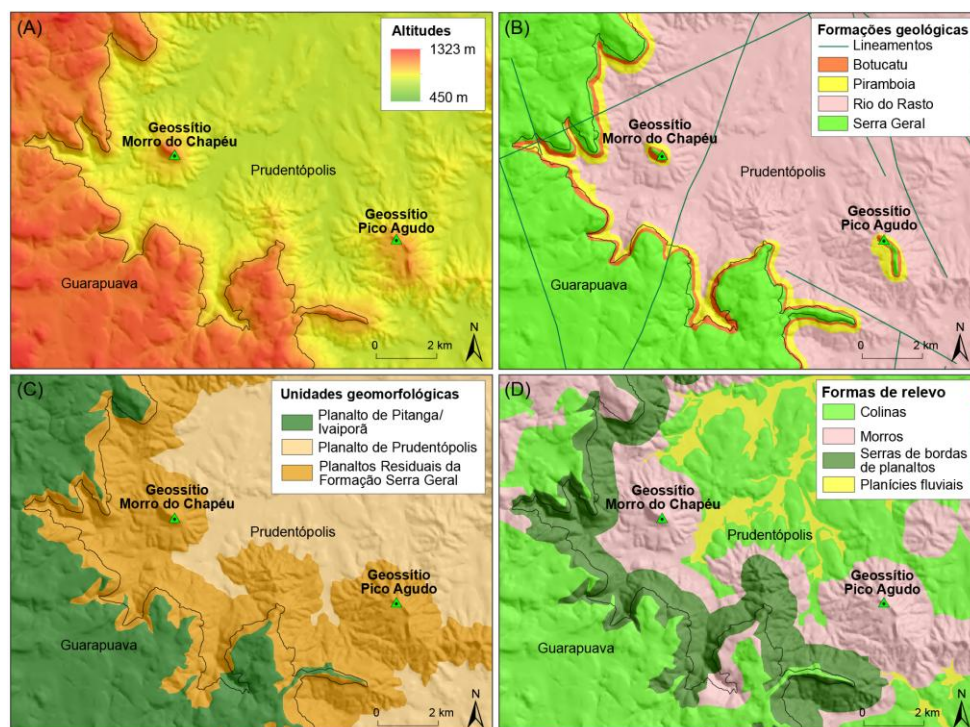 (A)
Altitudes
1323 m
450 m
Geossítio
Morro do Chapéu
Prudentópolis
Geossítio
Pico Agudo
Guarapuava
N
0 2 km
(B)
Formações geológicas
Lineamentos
Botucatu
Piramboia
Rio do Rasto
Serra Geral
Geossítio
Morro do Chapéu
Prudentópolis
Geossítio
Pico Agudo
Guarapuava
N
0 2 km
(C)
Unidades geomorfológicas
Planalto de Pitanga/
Ivaiporã
Planalto de Prudentópolis
Planaltos Residuais da
Formação Serra Geral
Geossítio
Morro do Chapéu
Prudentópolis
Geossítio
Pico Agudo
Guarapuava
N
0 2 km
(D)
Formas de relevo
Colinas
Morros
Serras de bordas
de planaltos
Planícies fluviais
Geossítio
Morro do Chapéu
Prudentópolis
Geossítio
Pico Agudo
Guarapuava
N
0 2 km